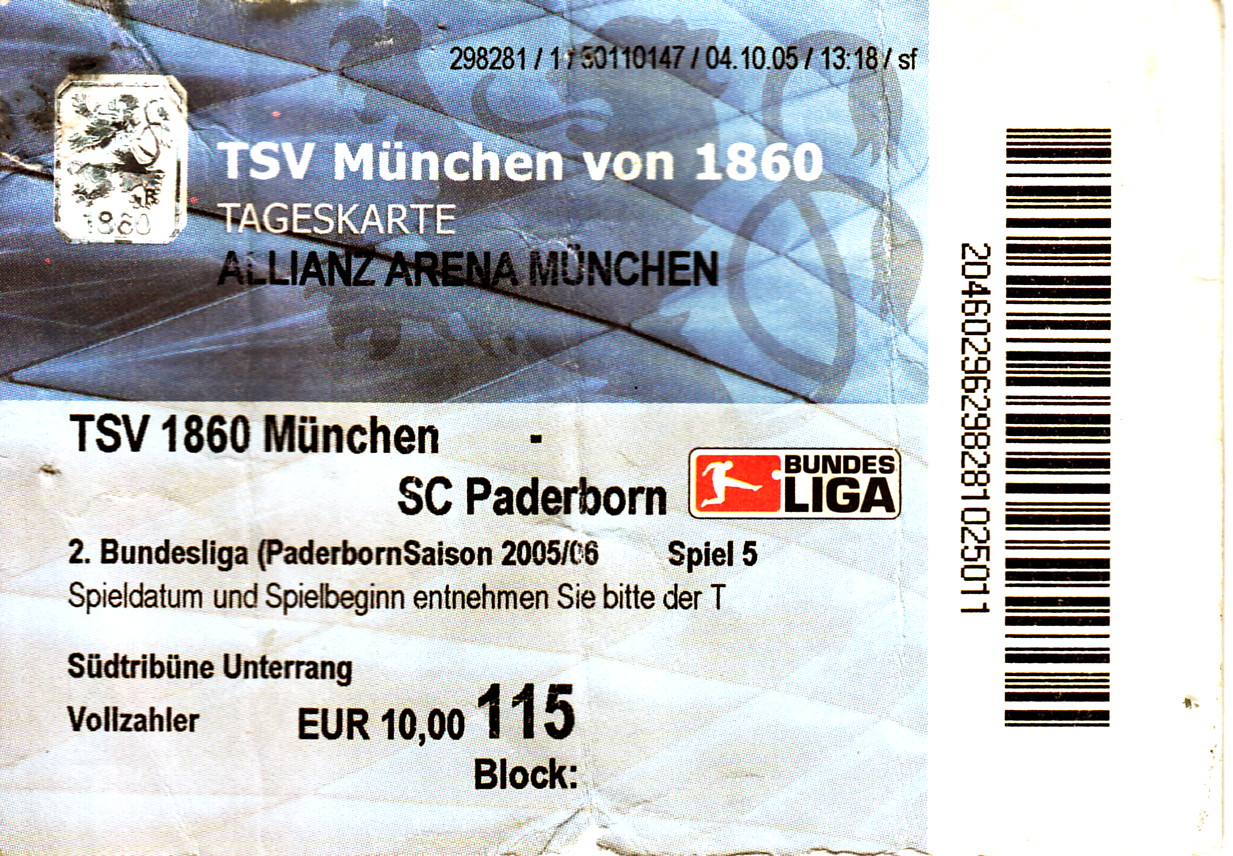 298281 / 1 / 50110147 / 04.10.05 / 13:18 / sf
1860
TSV München von 1860
TAGESKARTE
ALLIANZ ARENA MÜNCHEN
TSV 1860 München -
SC Paderborn
BUNDES
LIGA
2. Bundesliga (PaderbornSaison 2005/06 Spiel 5
Spieldatum und Spielbeginn entnehmen Sie bitte der T
Südtribüne Unterrang
Vollzahler EUR 10,00 115
Block:
20460296298281025011